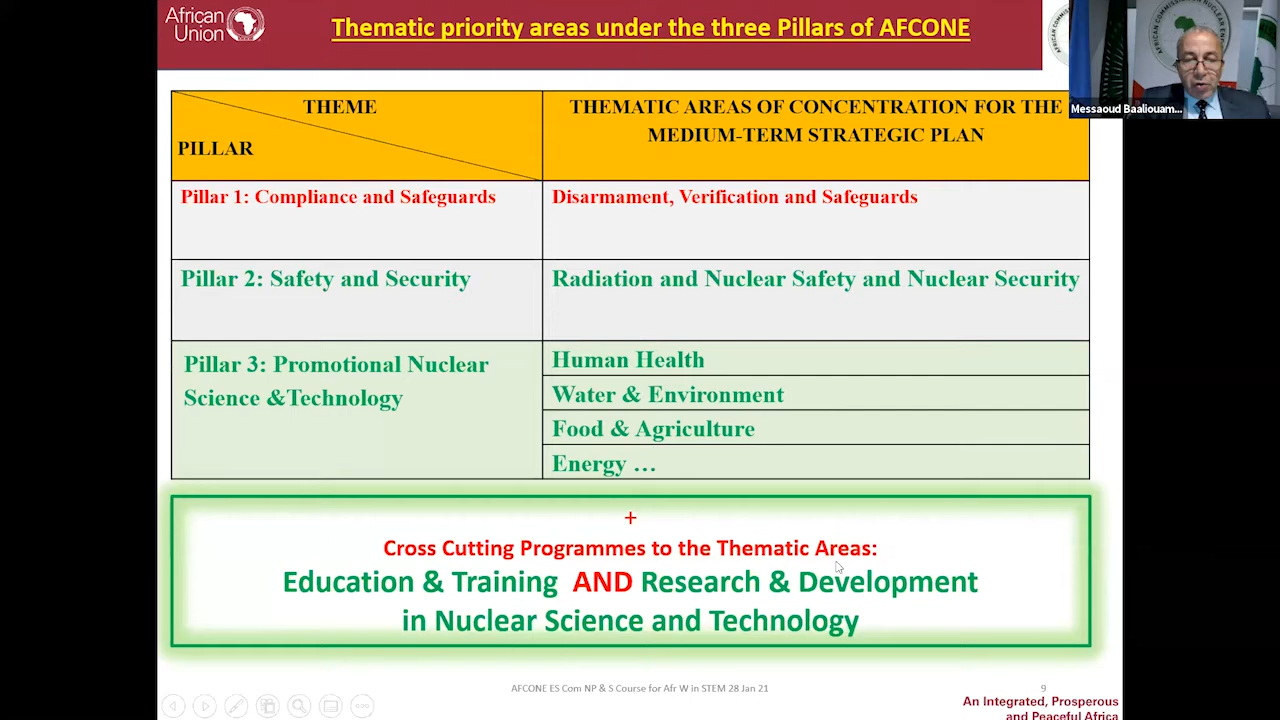 African
Union
Thematic priority areas under the three Pillars of AFCONE
Messaoud Baaliouam...
THEME
PILLAR
THEMATIC AREAS OF CONCENTRATION FOR THE
MEDIUM-TERM STRATEGIC PLAN
Pillar 1: Compliance and Safeguards
Disarmament, Verification and Safeguards
Pillar 2: Safety and Security
Radiation and Nuclear Safety and Nuclear Security
Pillar 3: Promotional Nuclear
Science &Technology
Human Health
Water & Environment
Food & Agriculture
Energy …
+
Cross Cutting Programmes to the Thematic Areas:
Education & Training AND Research & Development
in Nuclear Science and Technology
AFCONE ES Com NP & S Course for Afr W in STEM 28 Jan 21
9
An Integrated, Prosperous
and Peaceful Africa